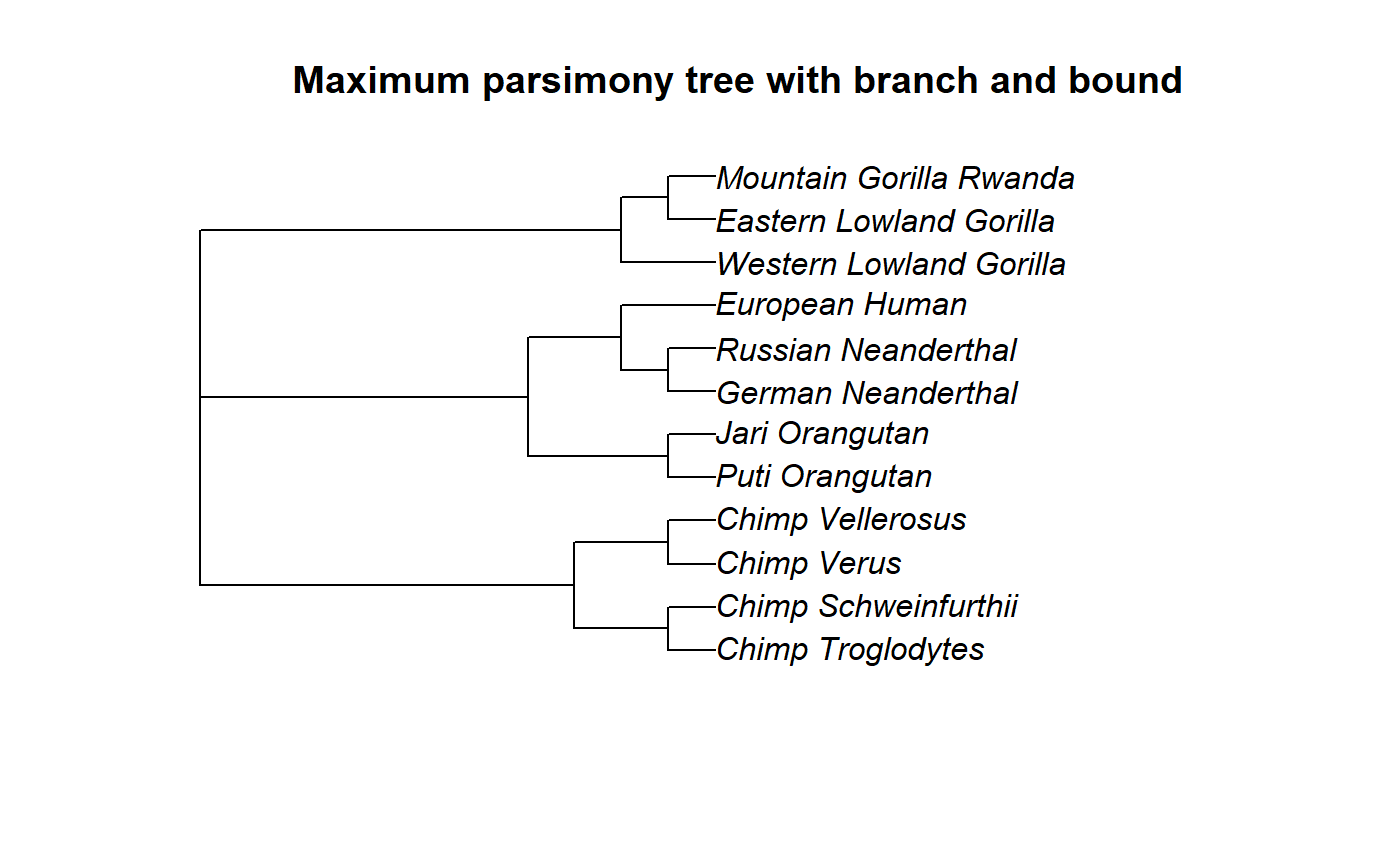 Maximum parsimony tree with branch and bound
Mountain Gorilla Rwanda
Eastern Lowland Gorilla
Western Lowland Gorilla
European Human
Russian Neanderthal
German Neanderthal
Jari Orangutan
Puti Orangutan
Chimp Vellerosus
Chimp Verus
Chimp Schweinfurthii
Chimp Troglodytes